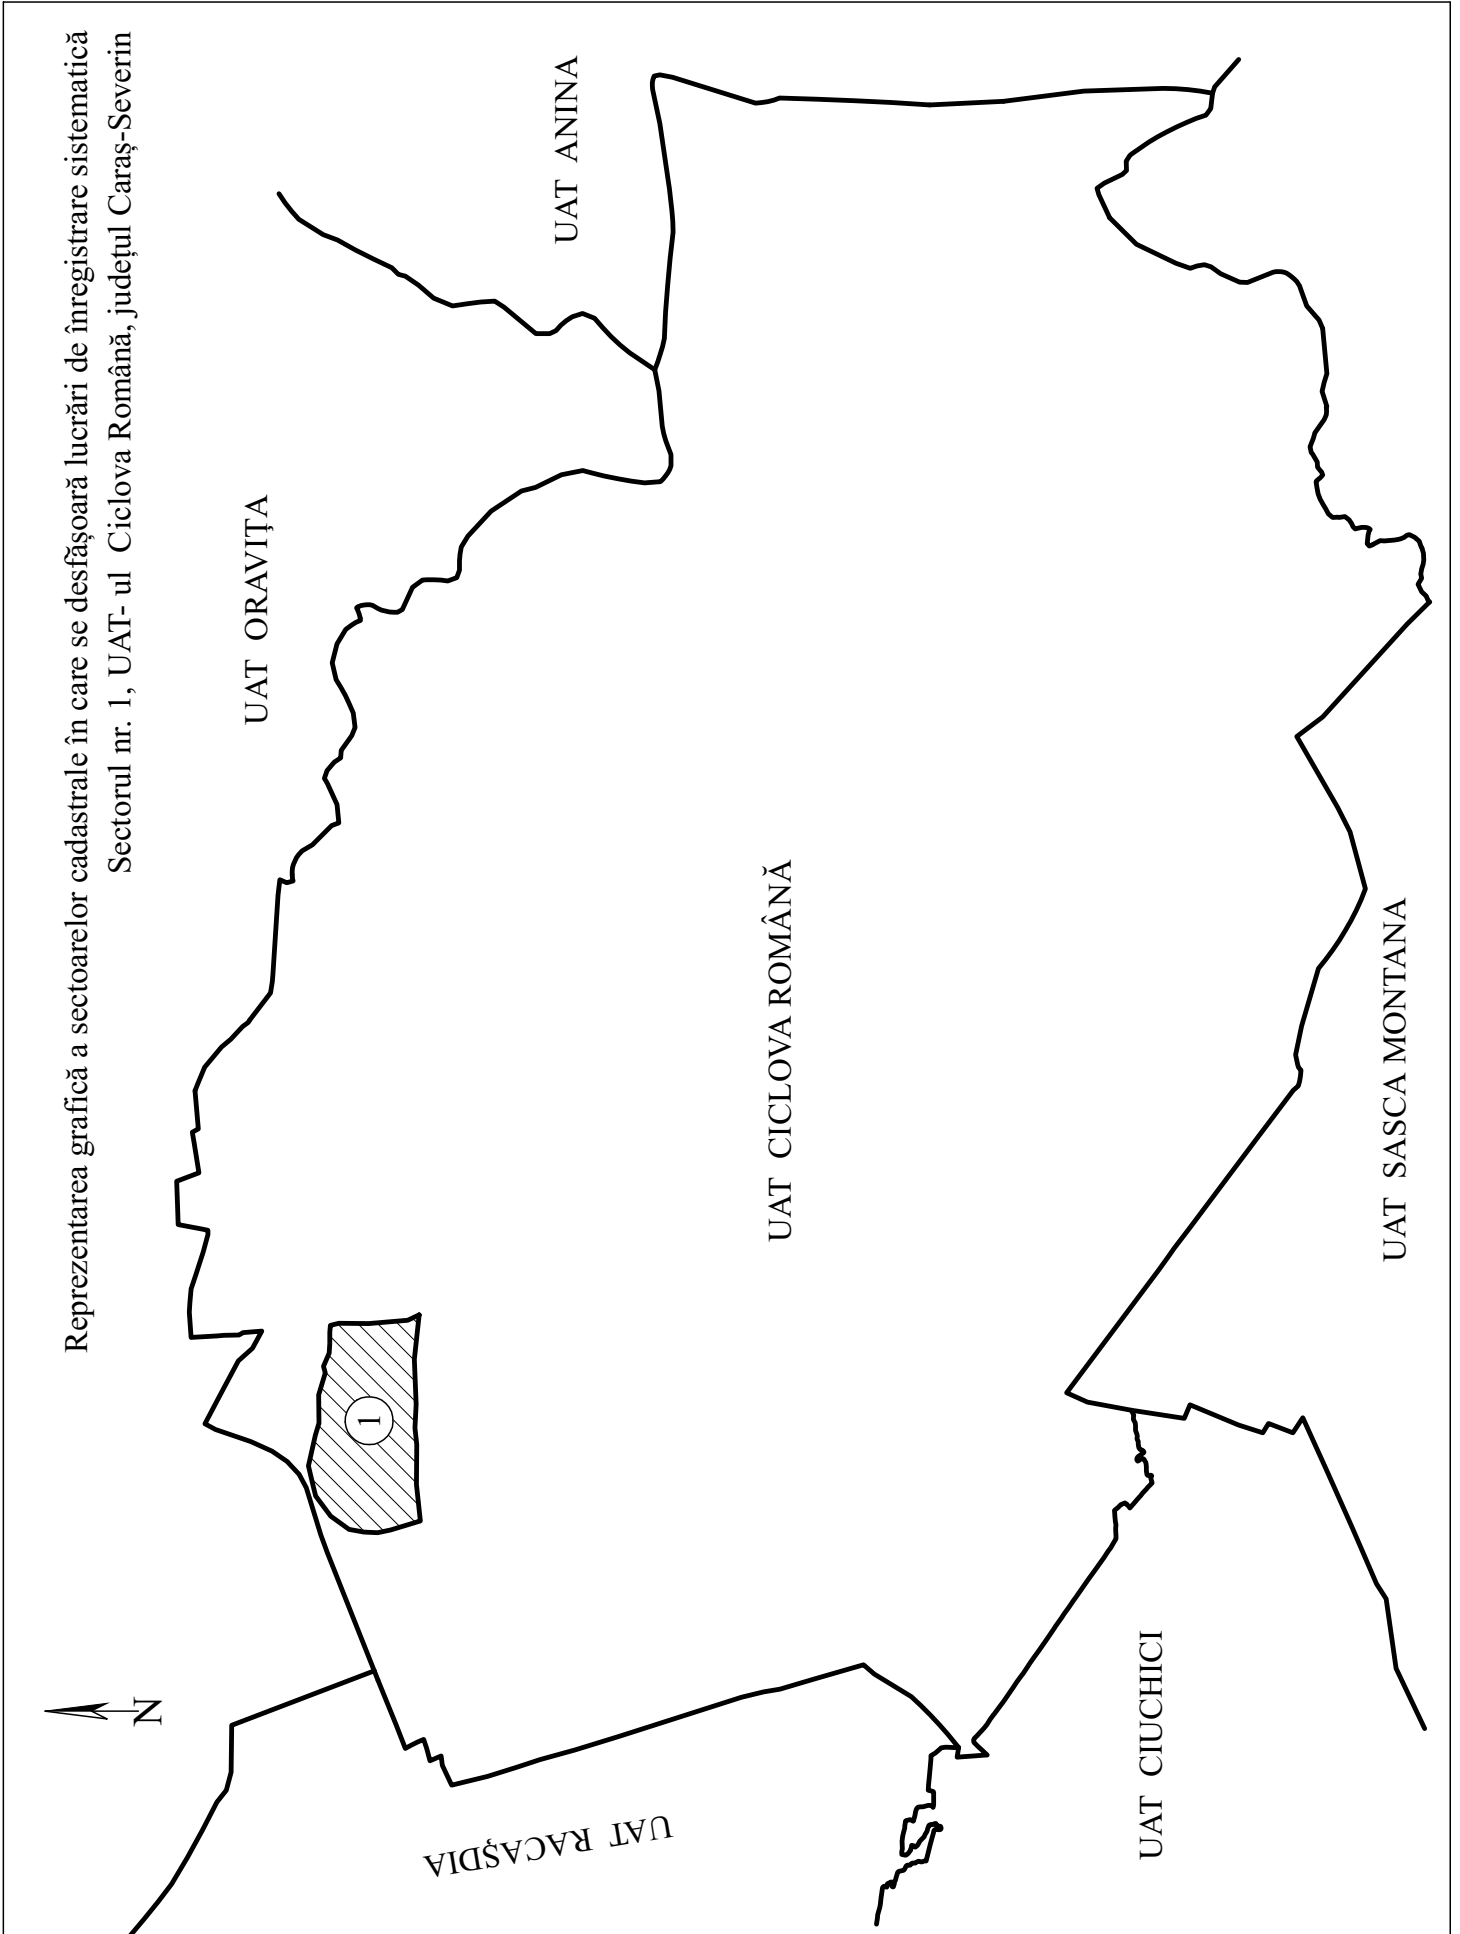 Reprezentarea grafică a sectoarelor cadastrale în care se desfășoară lucrări de înregistrare sistematică
Sectorul nr. 1, UAT- ul Ciclova Română, județul Caraș-Severin
N
UAT ORAVIȚA
UAT ANINA
1
UAT RACAȘDIA
UAT CICLOVA ROMÂNĂ
UAT CIUCHICI
UAT SASCA MONTANA